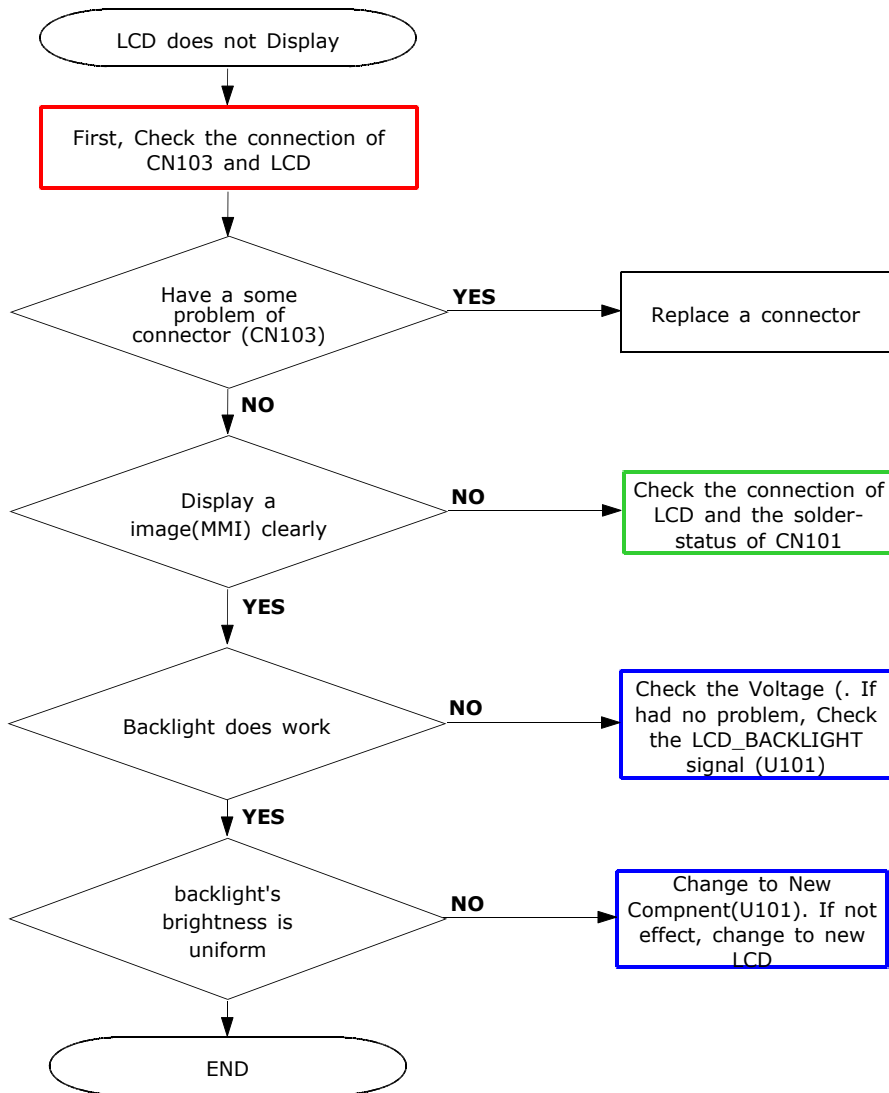 LCD does not Display
First, Check the connection of
CN103 and LCD
Have a some
problem of
connector (CN103)
YES
Replace a connector
NO
Display a
image(MMI) clearly
NO
Check the connection of
LCD and the solder-
status of CN101
YES
Backlight does work
NO
Check the Voltage (. If
had no problem, Check
the LCD_BACKLIGHT
signal (U101)
YES
backlight's
brightness is
uniform
NO
Change to New
Compnent(U101). If not
effect, change to new
LCD
END